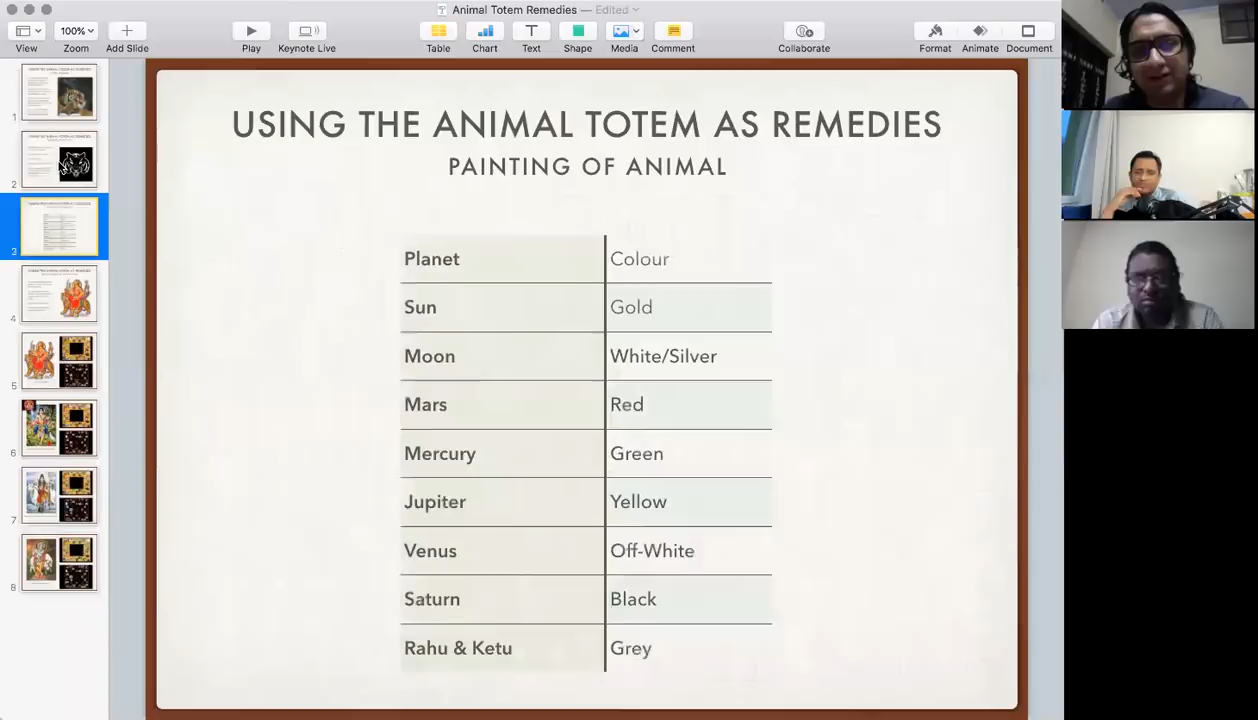 Animal Totem Remedies — Edited
100%
View
Zoom
Add Slide
Play
Keynote Live
Table
Chart
Text
Shape
Media
Comment
Collaborate
Format
Animate
Document
1
2
3
4
5
6
7
8
USING THE ANIMAL TOTEM AS REMEDIES
PAINTING OF ANIMAL
Planet Colour
Sun Gold
Moon White/Silver
Mars Red
Mercury Green
Jupiter Yellow
Venus Off-White
Saturn Black
Rahu & Ketu Grey